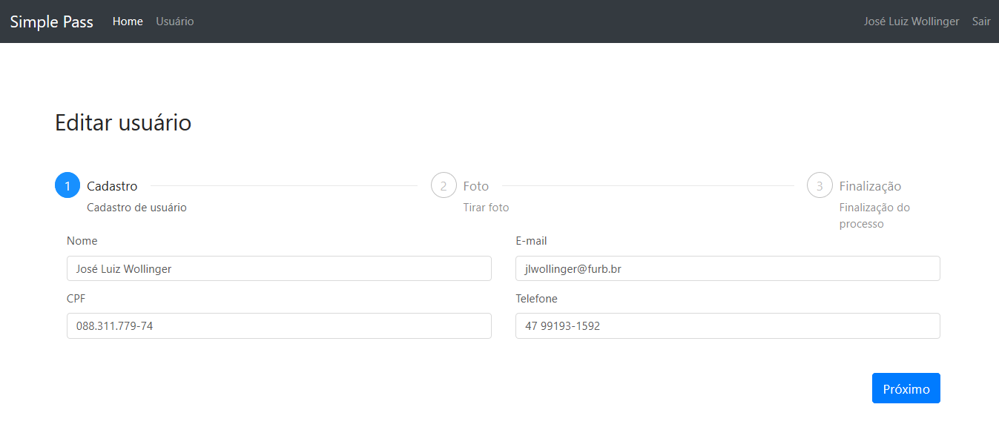 Simple Pass Home Usuário José Luiz Wollinger Sair
Editar usuário
1 Cadastro 2 Foto 3 Finalização
Cadastro de usuário Tirar foto Finalização do
processo
Nome E-mail
José Luiz Wollinger jlwollinger@furb.br
CPF Telefone
088.311.779-74 47 99193-1592
Próximo